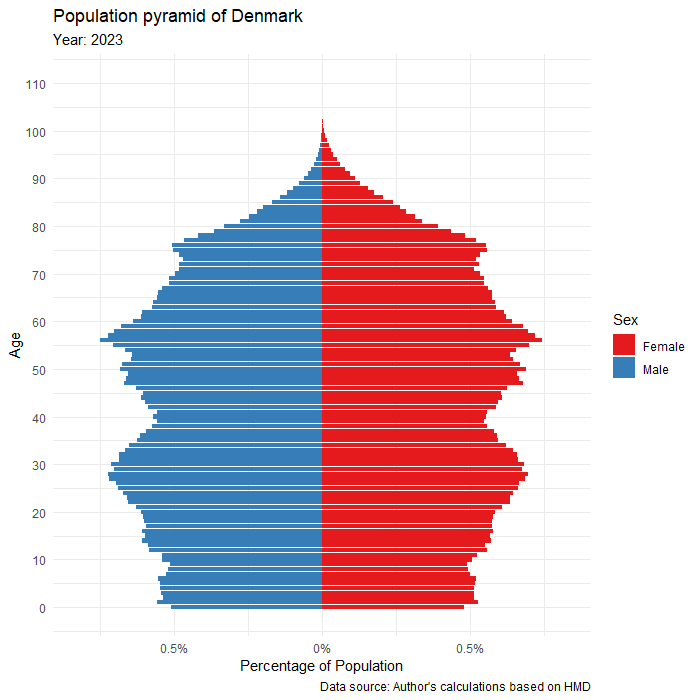 Population pyramid of Denmark
Year: 2023
110
100
90
80
70
60
50
40
30
20
10
0
Age
0.5%
0%
0.5%
Percentage of Population
Sex
Female
Male
Data source: Author's calculations based on HMD